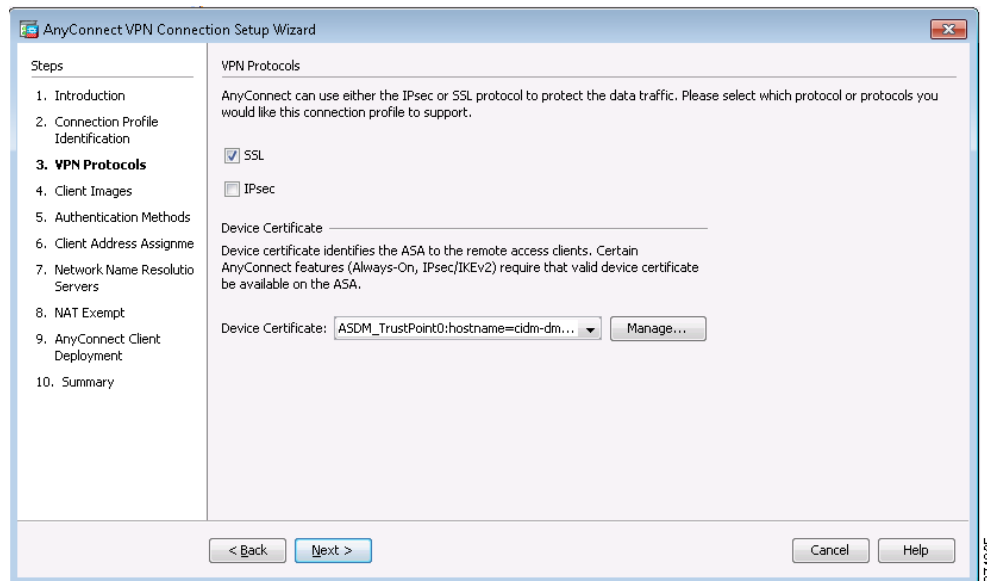 AnyConnect VPN Connection Setup Wizard
Steps
1. Introduction
2. Connection Profile
Identification
3. VPN Protocols
4. Client Images
5. Authentication Methods
6. Client Address Assignme
7. Network Name Resolutio
Servers
8. NAT Exempt
9. AnyConnect Client
Deployment
10. Summary
VPN Protocols
AnyConnect can use either the IPsec or SSL protocol to protect the data traffic. Please select which protocol or protocols you
would like this connection profile to support.
SSL
IPsec
Device Certificate
Device certificate identifies the ASA to the remote access clients. Certain
AnyConnect features (Always-On, IPsec/IKEv2) require that valid device certificate
be available on the ASA.
Device Certificate: ASDM_TrustPoint0:hostname=cidm-dm... Manage...
< Back Next > Cancel Help